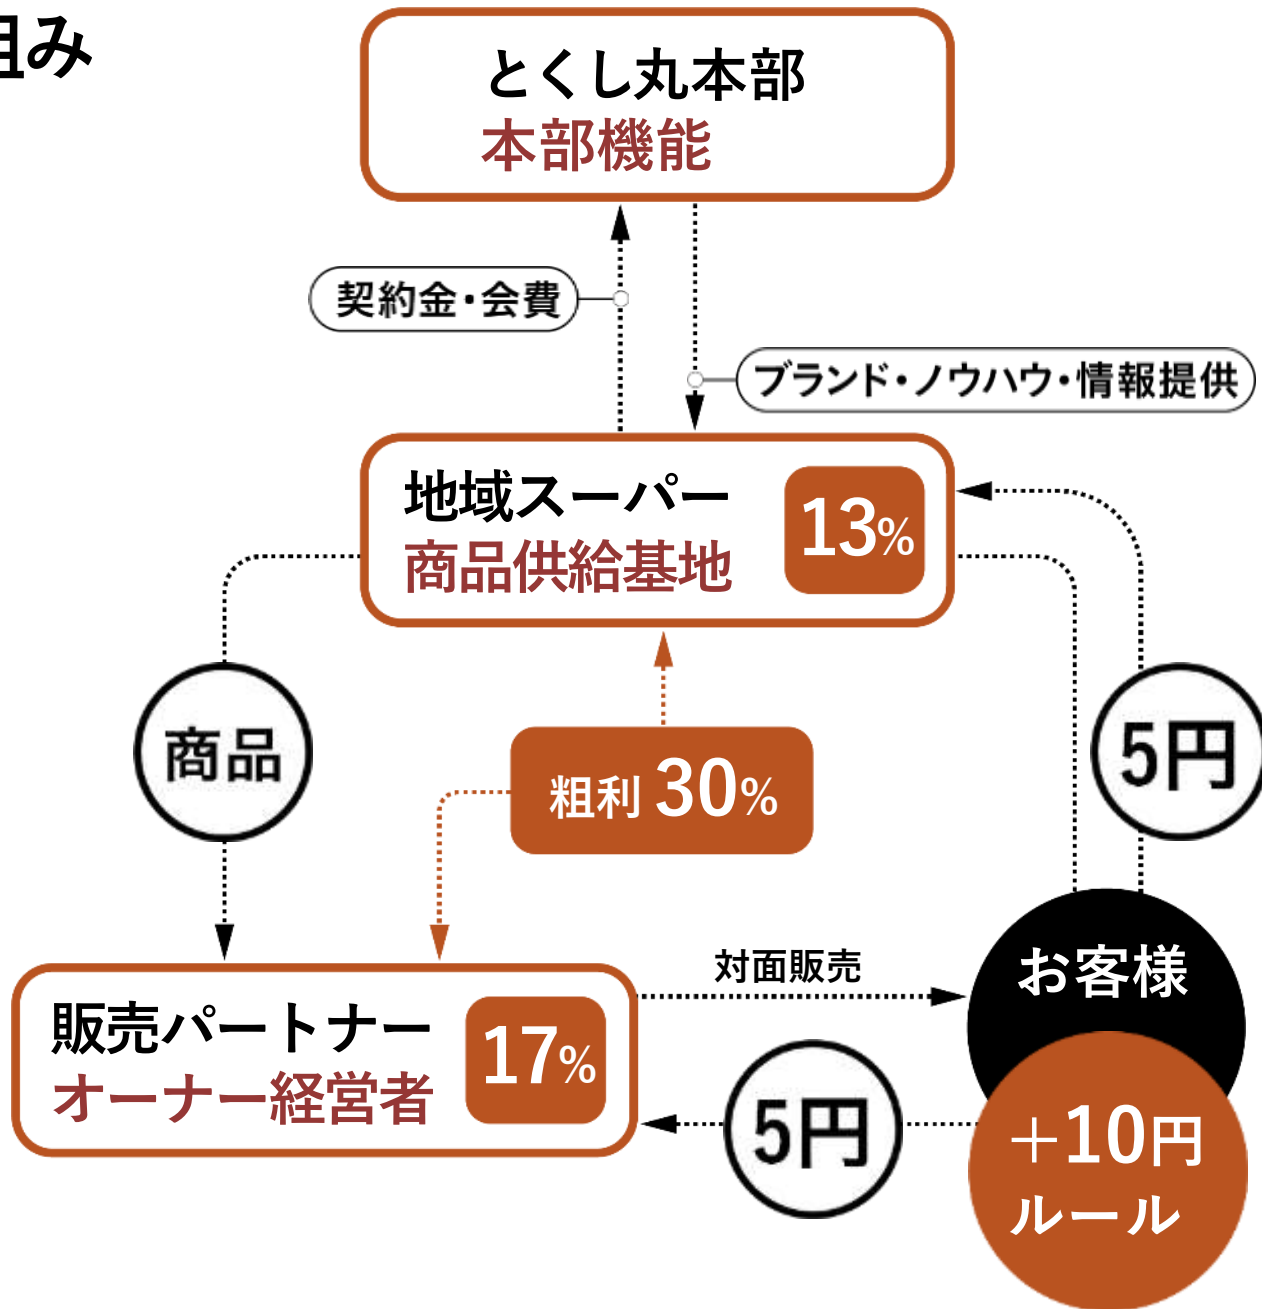 組み
とくし丸本部
本部機能
契約金・会費
ブランド・ノウハウ・情報提供
地域スーパー
商品供給基地
13%
商品
5円
粗利 30%
対面販売
お客様
販売パートナー
オーナー経営者
17%
5円
+10円
ルール